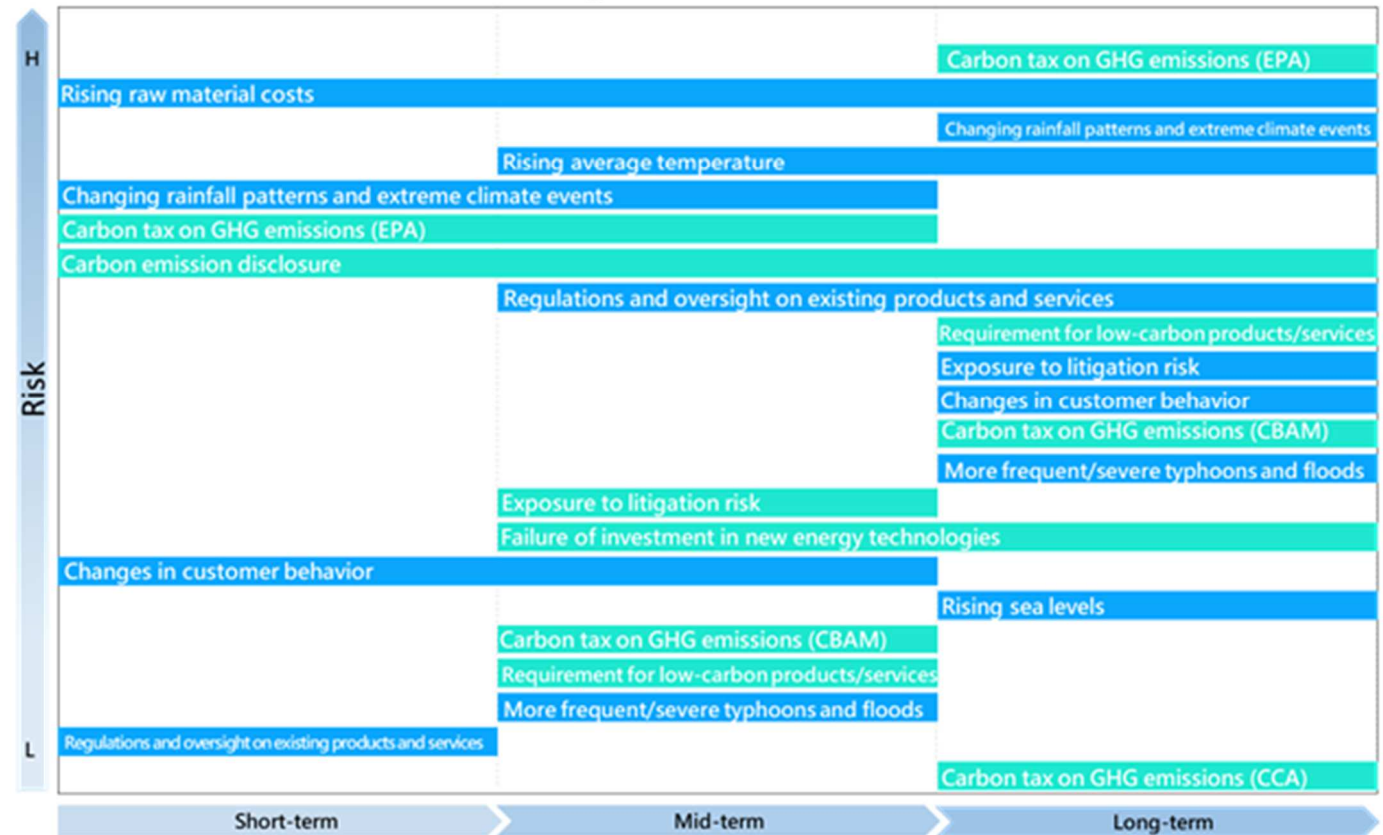 H
Carbon tax on GHG emissions (EPA)
Rising raw material costs
Changing rainfall patterns and extreme climate events
Rising average temperature
Changing rainfall patterns and extreme climate events
Carbon tax on GHG emissions (EPA)
Carbon emission disclosure
Regulations and oversight on existing products and services
Requirement for low-carbon products/services
Exposure to litigation risk
Risk
Changes in customer behavior
Carbon tax on GHG emissions (CBAM)
More frequent/severe typhoons and floods
Exposure to litigation risk
Failure of investment in new energy technologies
Changes in customer behavior
Rising sea levels
Carbon tax on GHG emissions (CBAM)
Requirement for low-carbon products/services
More frequent/severe typhoons and floods
Regulations and oversight on existing products and services
L
Carbon tax on GHG emissions (CCA)
Short-term
Mid-term
Long-term